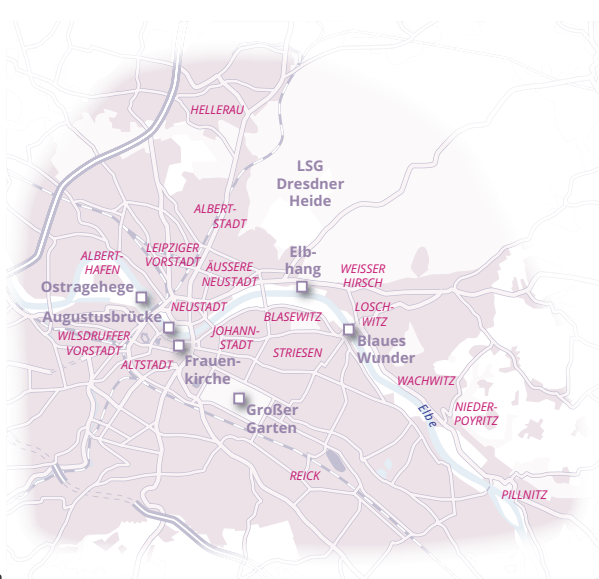 HELLERAU
LSG
Dresdner
Heide
ALBERT-
STADT
LEIPZIGER
VORSTADT
ALBERT-
HAFEN
ÄUSSERE
NEUSTADT
Elb-
hang
WEISSER
HIRSCH
Ostragehege
NEUSTADT
Augustusbrücke
BLASEWITZ
LOSCH-
WITZ
WILSDRUFFER
VORSTADT
JOHANN-
STADT
Blaues
Wunder
STRIESEN
ALTSTADT
Frauen-
kirche
WACHWITZ
Großer
Garten
Elbe
NIEDER-
POYRITZ
REICK
PILLNITZ